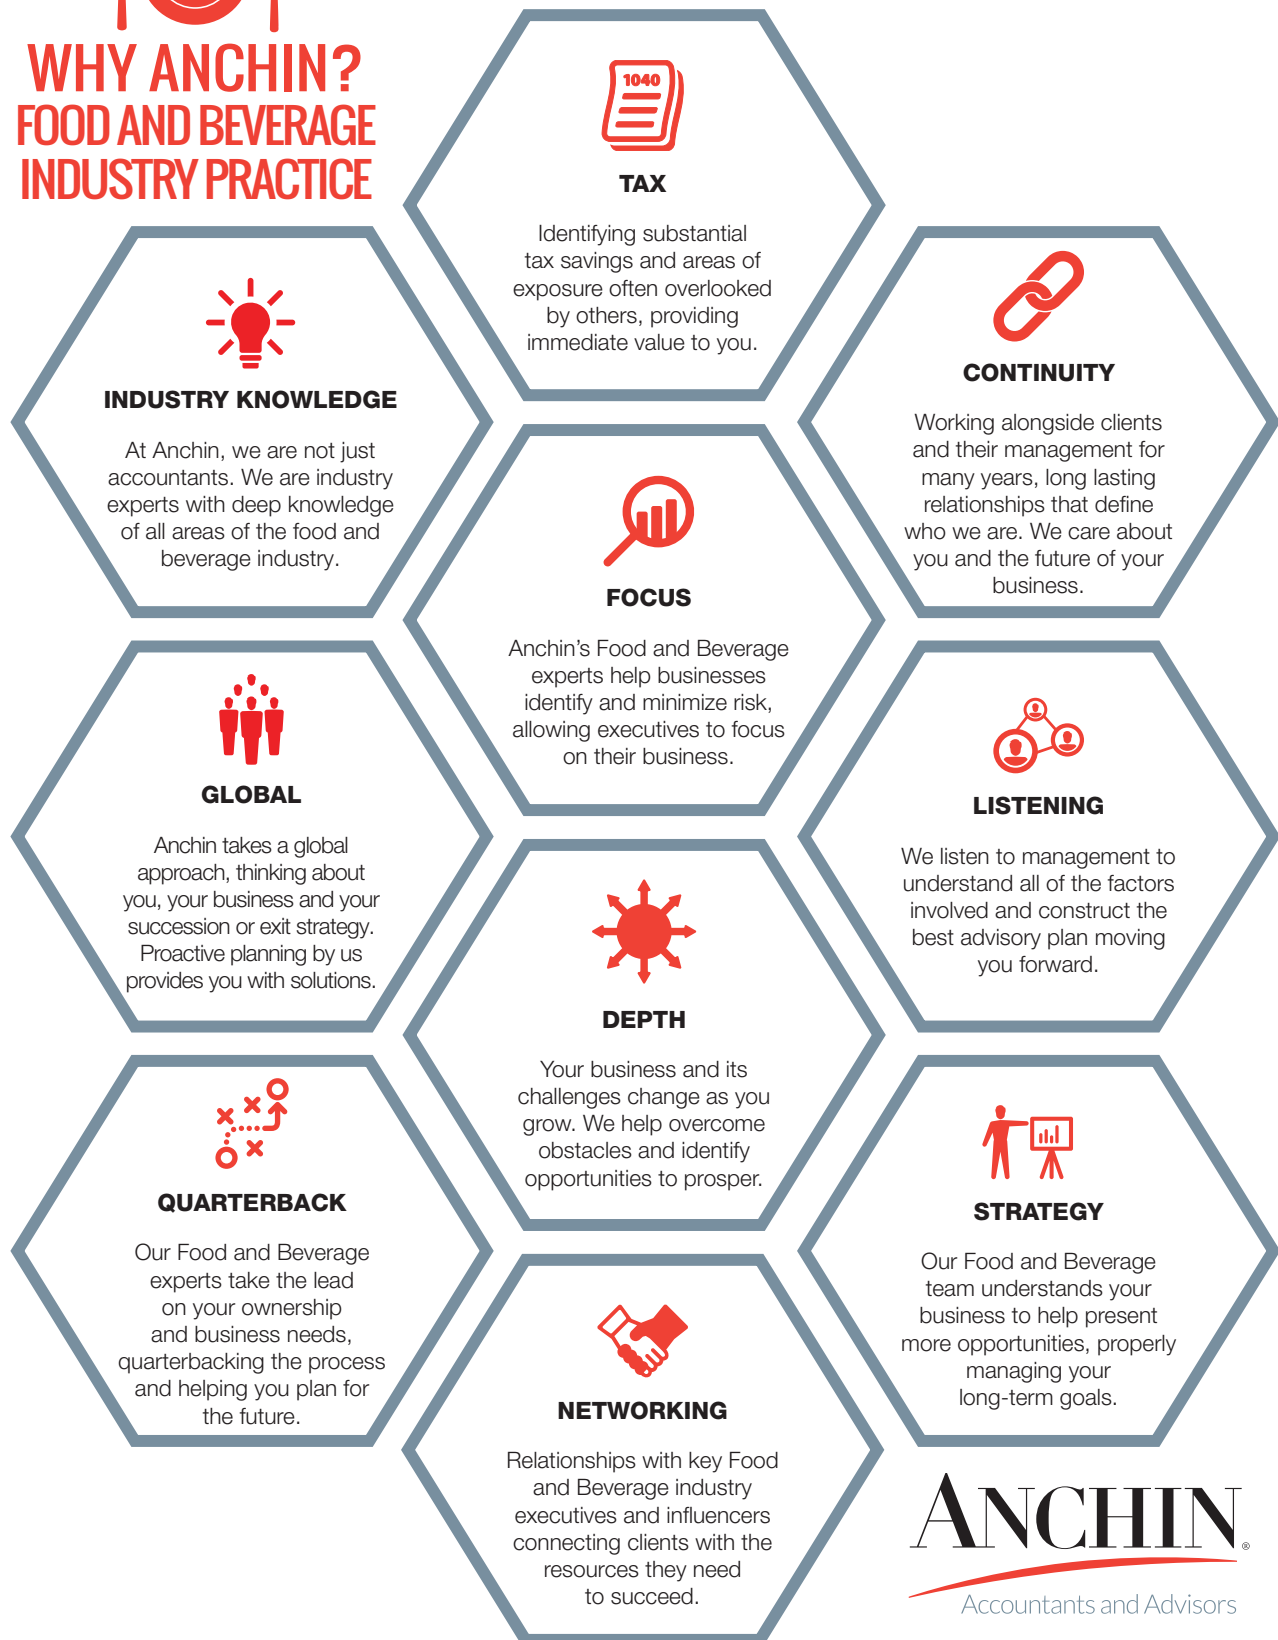 WHY ANCHIN?
FOOD AND BEVERAGE
INDUSTRY PRACTICE
1040
TAX
Identifying substantial
tax savings and areas of
exposure often overlooked
by others, providing
immediate value to you.
INDUSTRY KNOWLEDGE
At Anchin, we are not just
accountants. We are industry
experts with deep knowledge
of all areas of the food and
beverage industry.
CONTINUITY
Working alongside clients
and their management for
many years, long lasting
relationships that define
who we are. We care about
you and the future of your
business.
FOCUS
Anchin's Food and Beverage
experts help businesses
identify and minimize risk,
allowing executives to focus
on their business.
GLOBAL
Anchin takes a global
approach, thinking about
you, your business and your
succession or exit strategy.
Proactive planning by us
provides you with solutions.
LISTENING
We listen to management to
understand all of the factors
involved and construct the
best advisory plan moving
you forward.
DEPTH
Your business and its
challenges change as you
grow. We help overcome
obstacles and identify
opportunities to prosper.
QUARTERBACK
Our Food and Beverage
experts take the lead
on your ownership
and business needs,
quarterbacking the process
and helping you plan for
the future.
STRATEGY
Our Food and Beverage
team understands your
business to help present
more opportunities, properly
managing your
long-term goals.
NETWORKING
Relationships with key Food
and Beverage industry
executives and influencers
connecting clients with the
resources they need
to succeed.
ANCHIN®
Accountants and Advisors